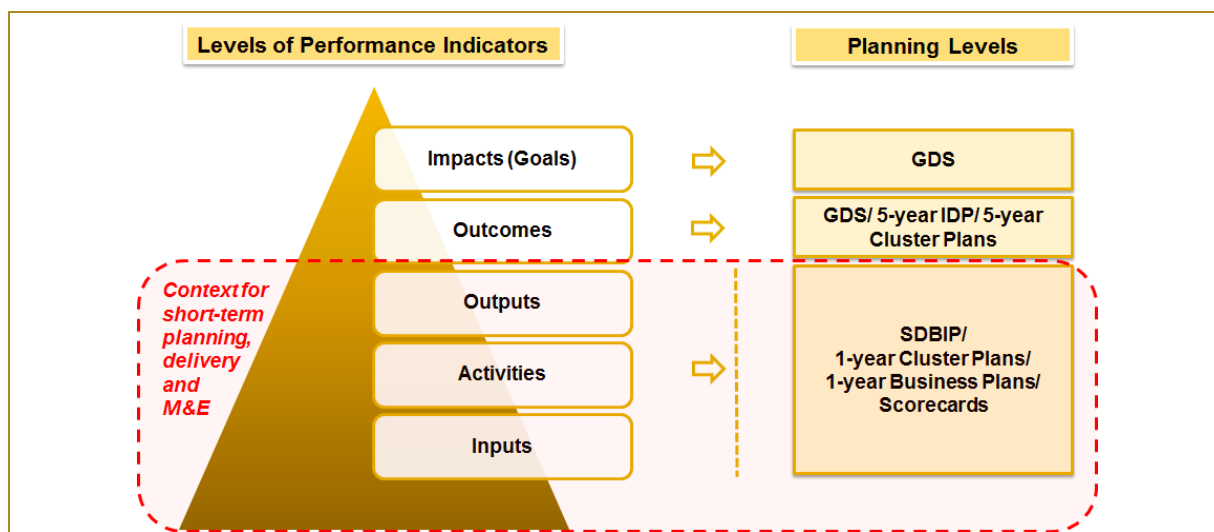 Levels of Performance Indicators
Planning Levels
Impacts (Goals)
GDS
Outcomes
GDS/ 5-year IDP/ 5-year
Cluster Plans
Context for
short-term
planning,
delivery
and
M&E
Outputs
Activities
Inputs
SDBIP/
1-year Cluster Plans/
1-year Business Plans/
Scorecards